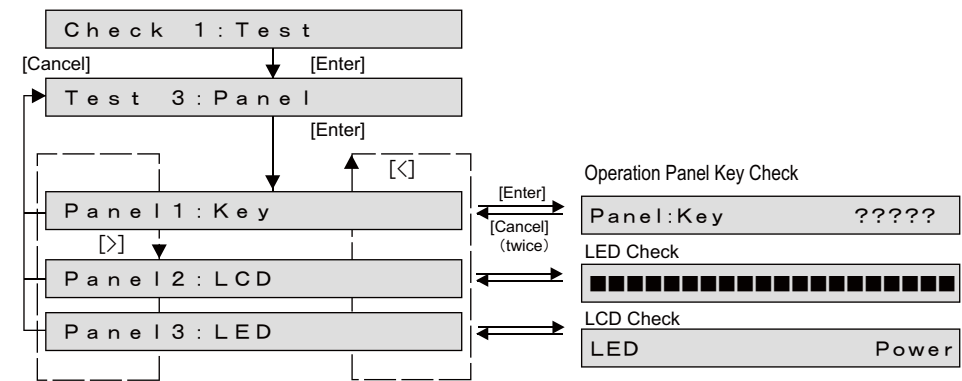 Check 1:Test
[Cancel]
[Enter]
Test 3:Panel
[Enter]
[<]
Operation Panel Key Check
Panel1:Key
[Enter]
Panel:Key ?????
[Cancel]
(twice)
[>]
LED Check
Panel2:LCD
■■■■■■■■■■■■■■■■■■■■
LCD Check
Panel3:LED
LED Power